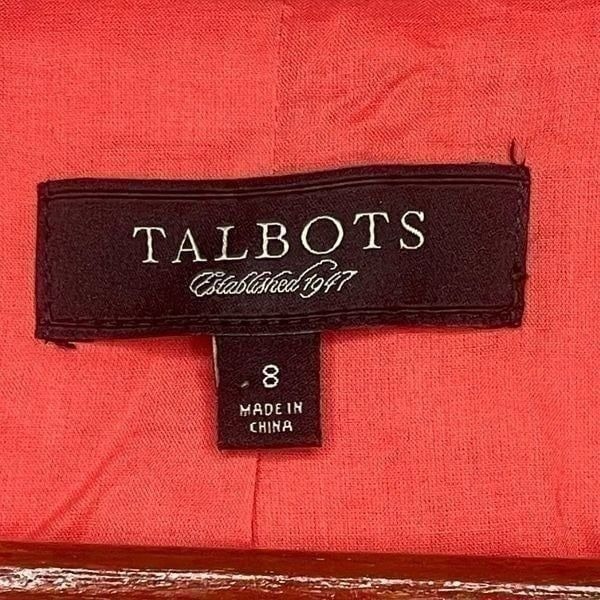 TALBOTS
Established 1947
8
MADE IN
CHINA